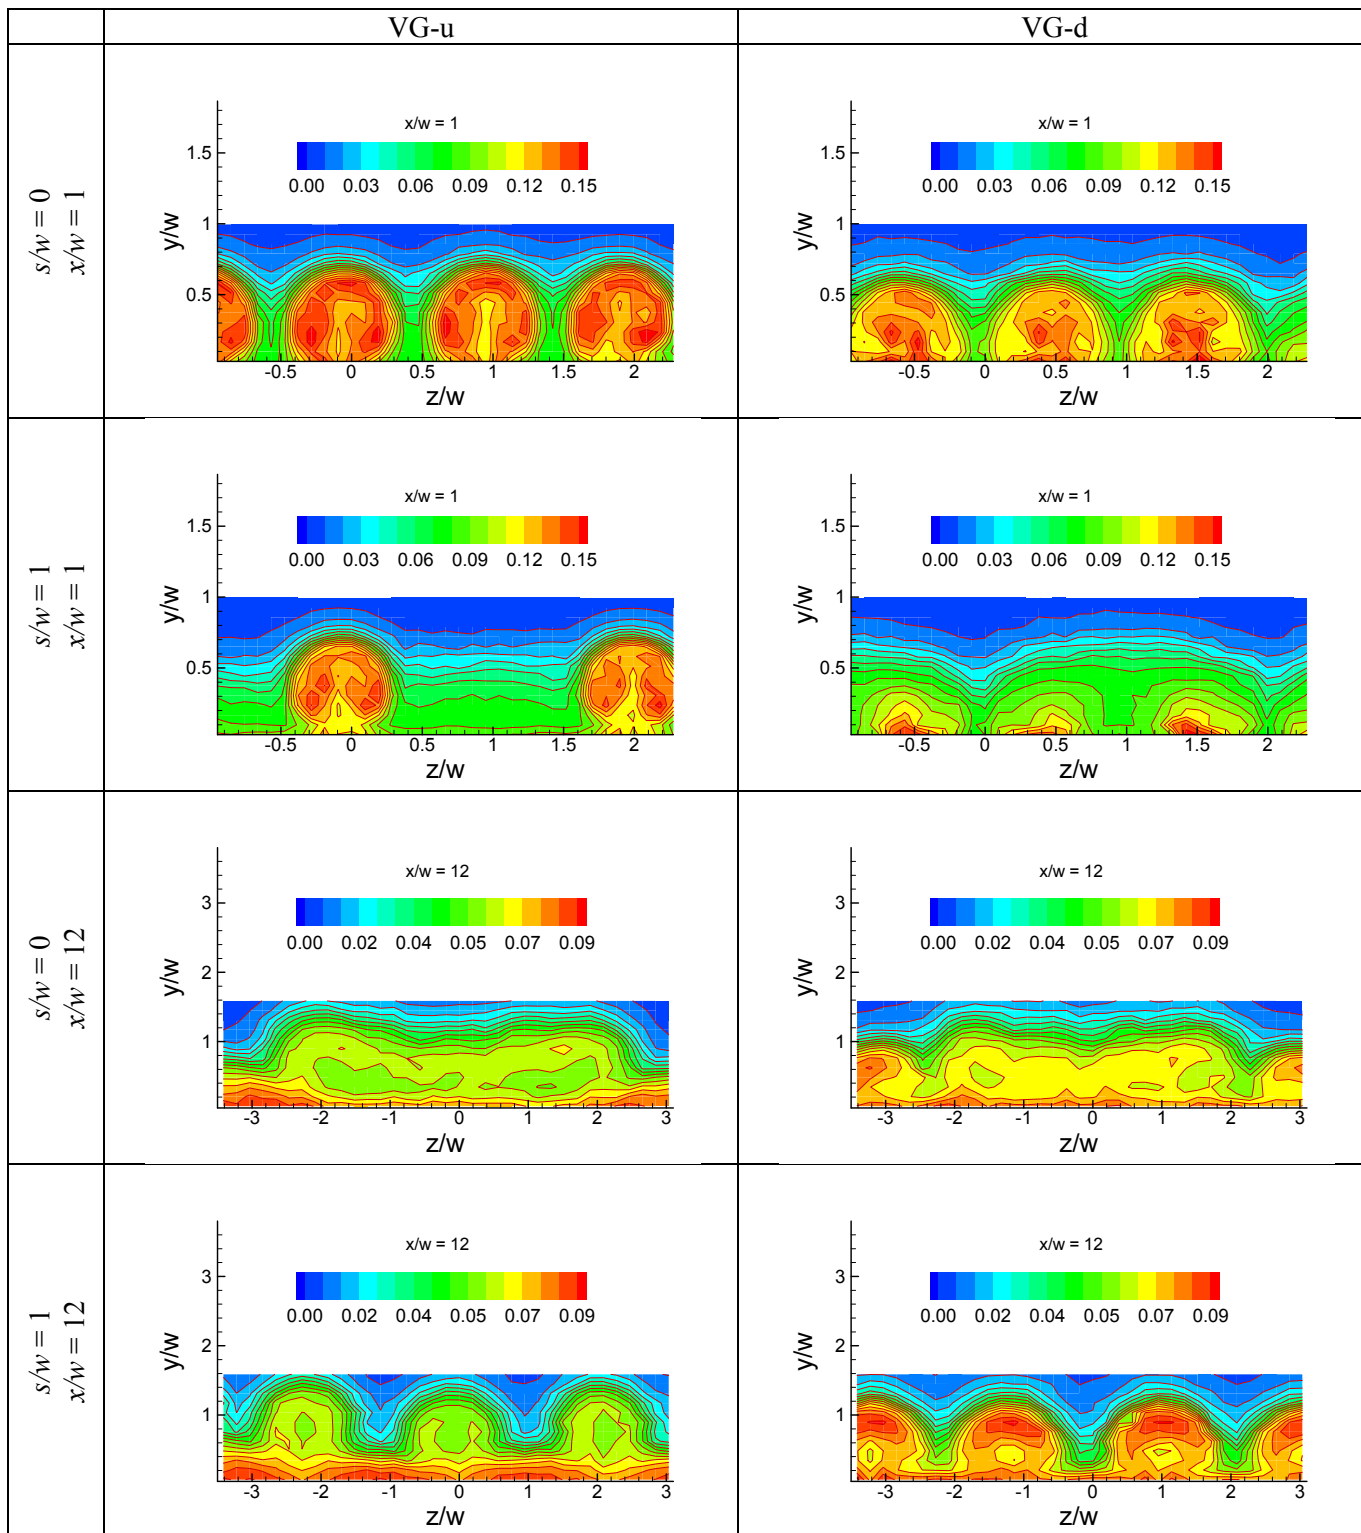 VG-u VG-d
s/w = 0
x/w = 1
x/w = 1
0.00 0.03 0.06 0.09 0.12 0.15
y/w
1.5
1
0.5
-0.5 0 0.5 1 1.5 2
z/w
x/w = 1
0.00 0.03 0.06 0.09 0.12 0.15
y/w
1.5
1
0.5
-0.5 0 0.5 1 1.5 2
z/w
s/w = 1
x/w = 1
x/w = 1
0.00 0.03 0.06 0.09 0.12 0.15
y/w
1.5
1
0.5
-0.5 0 0.5 1 1.5 2
z/w
x/w = 1
0.00 0.03 0.06 0.09 0.12 0.15
y/w
1.5
1
0.5
-0.5 0 0.5 1 1.5 2
z/w
s/w = 0
x/w = 12
x/w = 12
0.00 0.02 0.04 0.05 0.07 0.09
y/w
3
2
1
-3 -2 -1 0 1 2 3
z/w
x/w = 12
0.00 0.02 0.04 0.05 0.07 0.09
y/w
3
2
1
-3 -2 -1 0 1 2 3
z/w
s/w = 1
x/w = 12
x/w = 12
0.00 0.02 0.04 0.05 0.07 0.09
y/w
3
2
1
-3 -2 -1 0 1 2 3
z/w
x/w = 12
0.00 0.02 0.04 0.05 0.07 0.09
y/w
3
2
1
-3 -2 -1 0 1 2 3
z/w